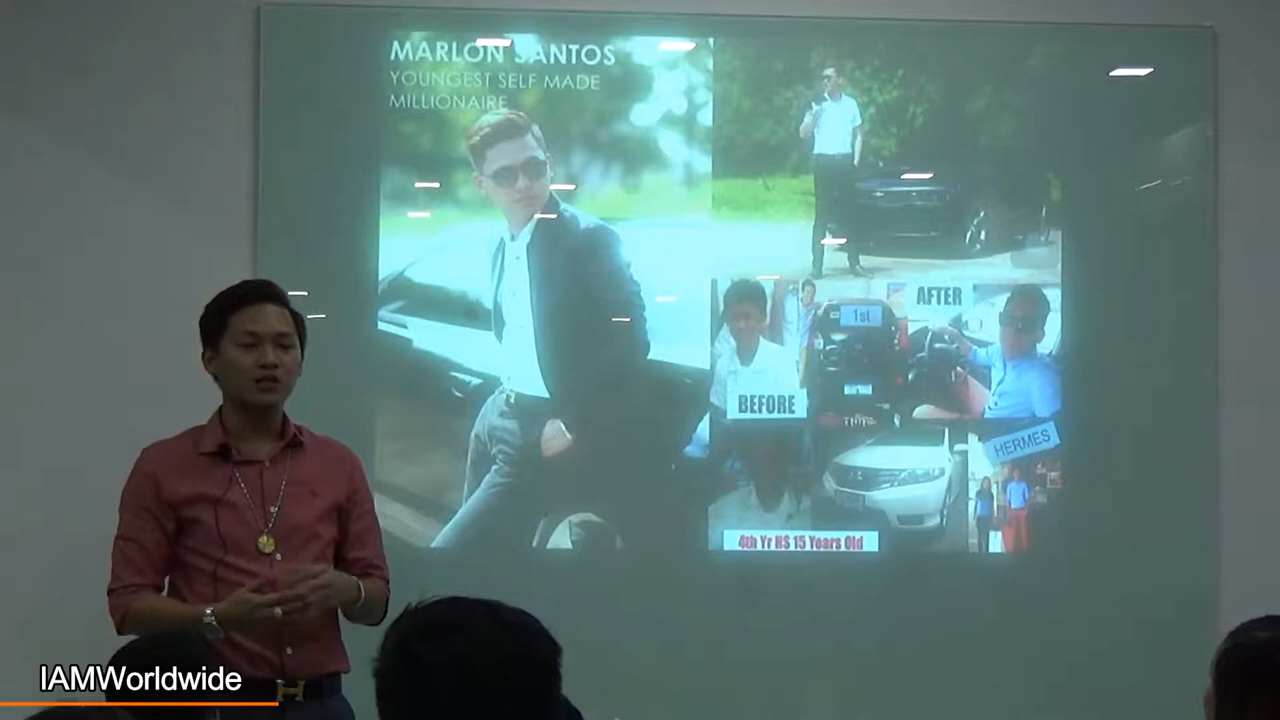 MARLON SANTOS
YOUNGEST SELF MADE
MILLIONAIRE
AFTER
1st
BEFORE
HERMES
4th Yr HS 15 Years Old
IAMWorldwide